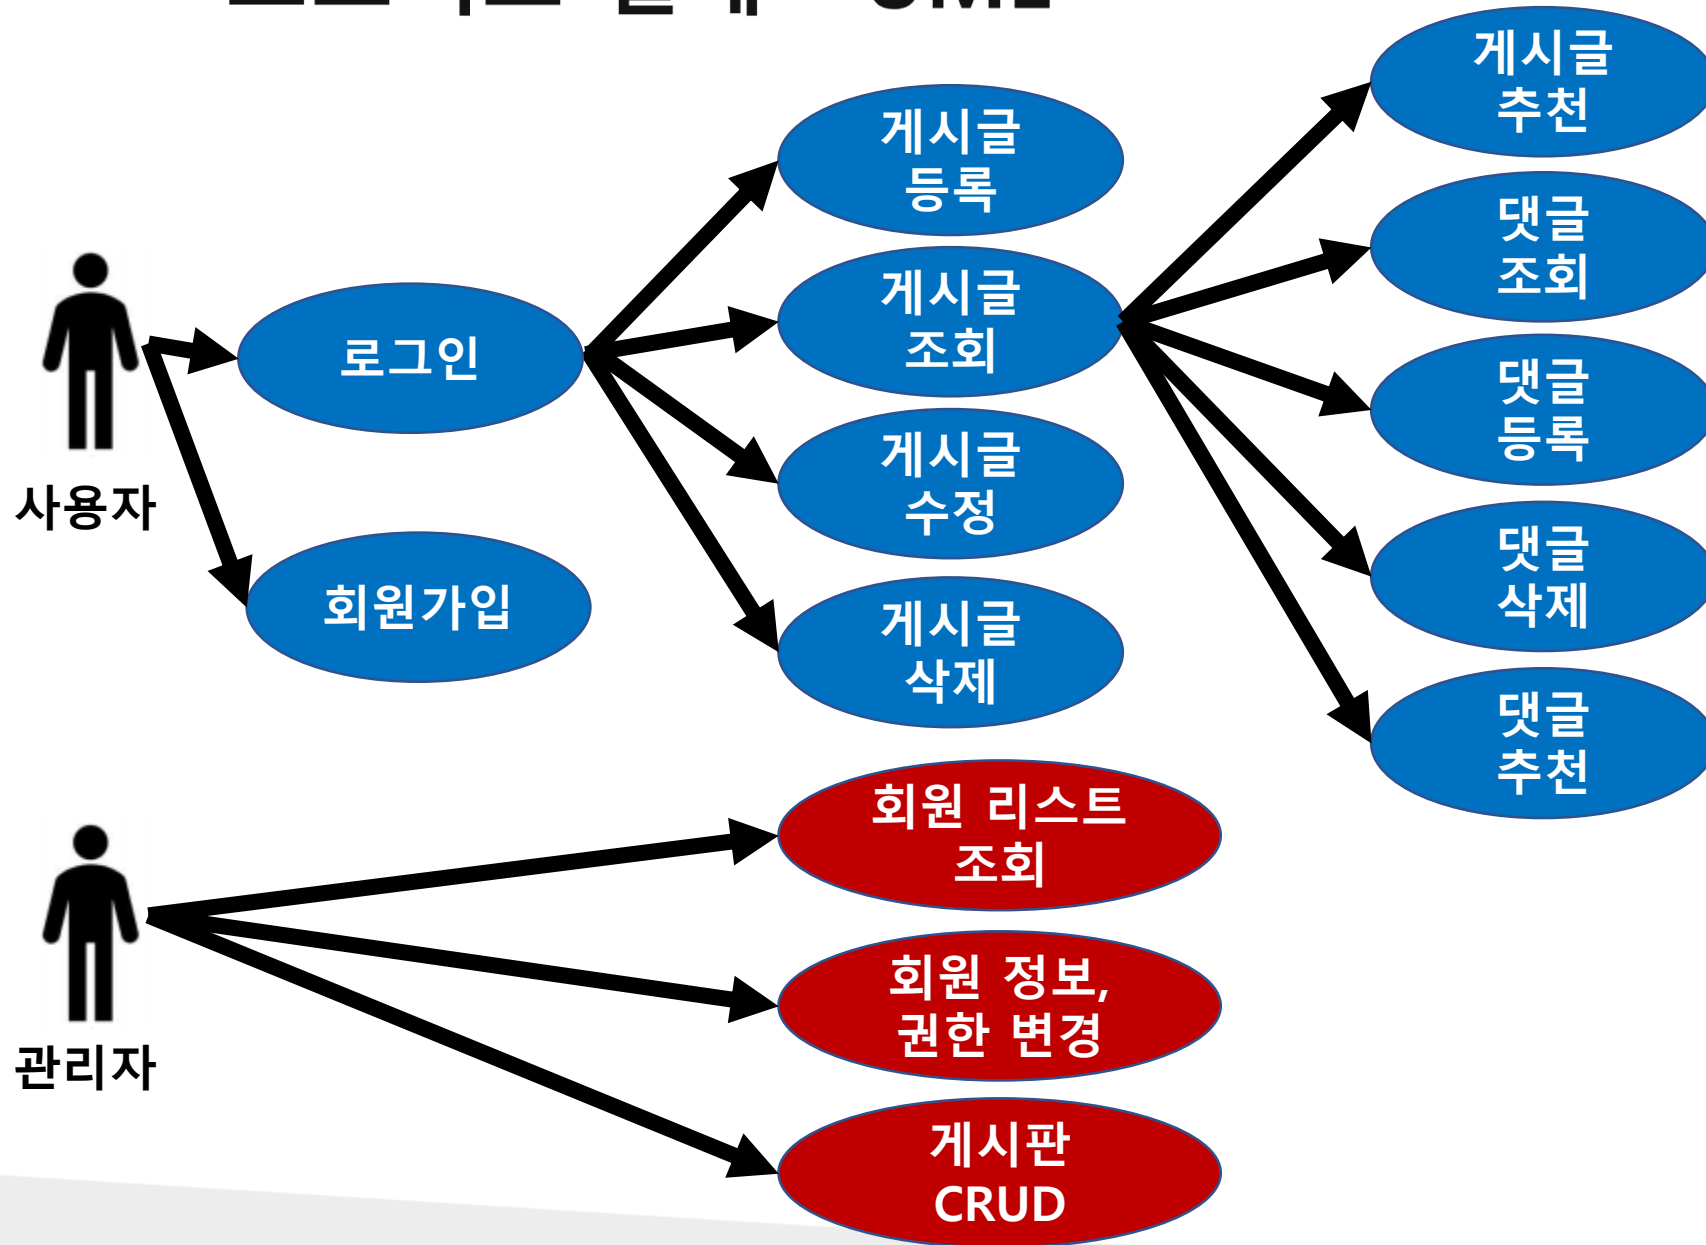 UML
게시글
추천
게시글
등록
댓글
조회
게시글
조회
로그인
댓글
등록
게시글
수정
사용자
댓글
삭제
회원가입
게시글
삭제
댓글
추천
회원 리스트
조회
회원 정보,
권한 변경
관리자
게시판
CRUD